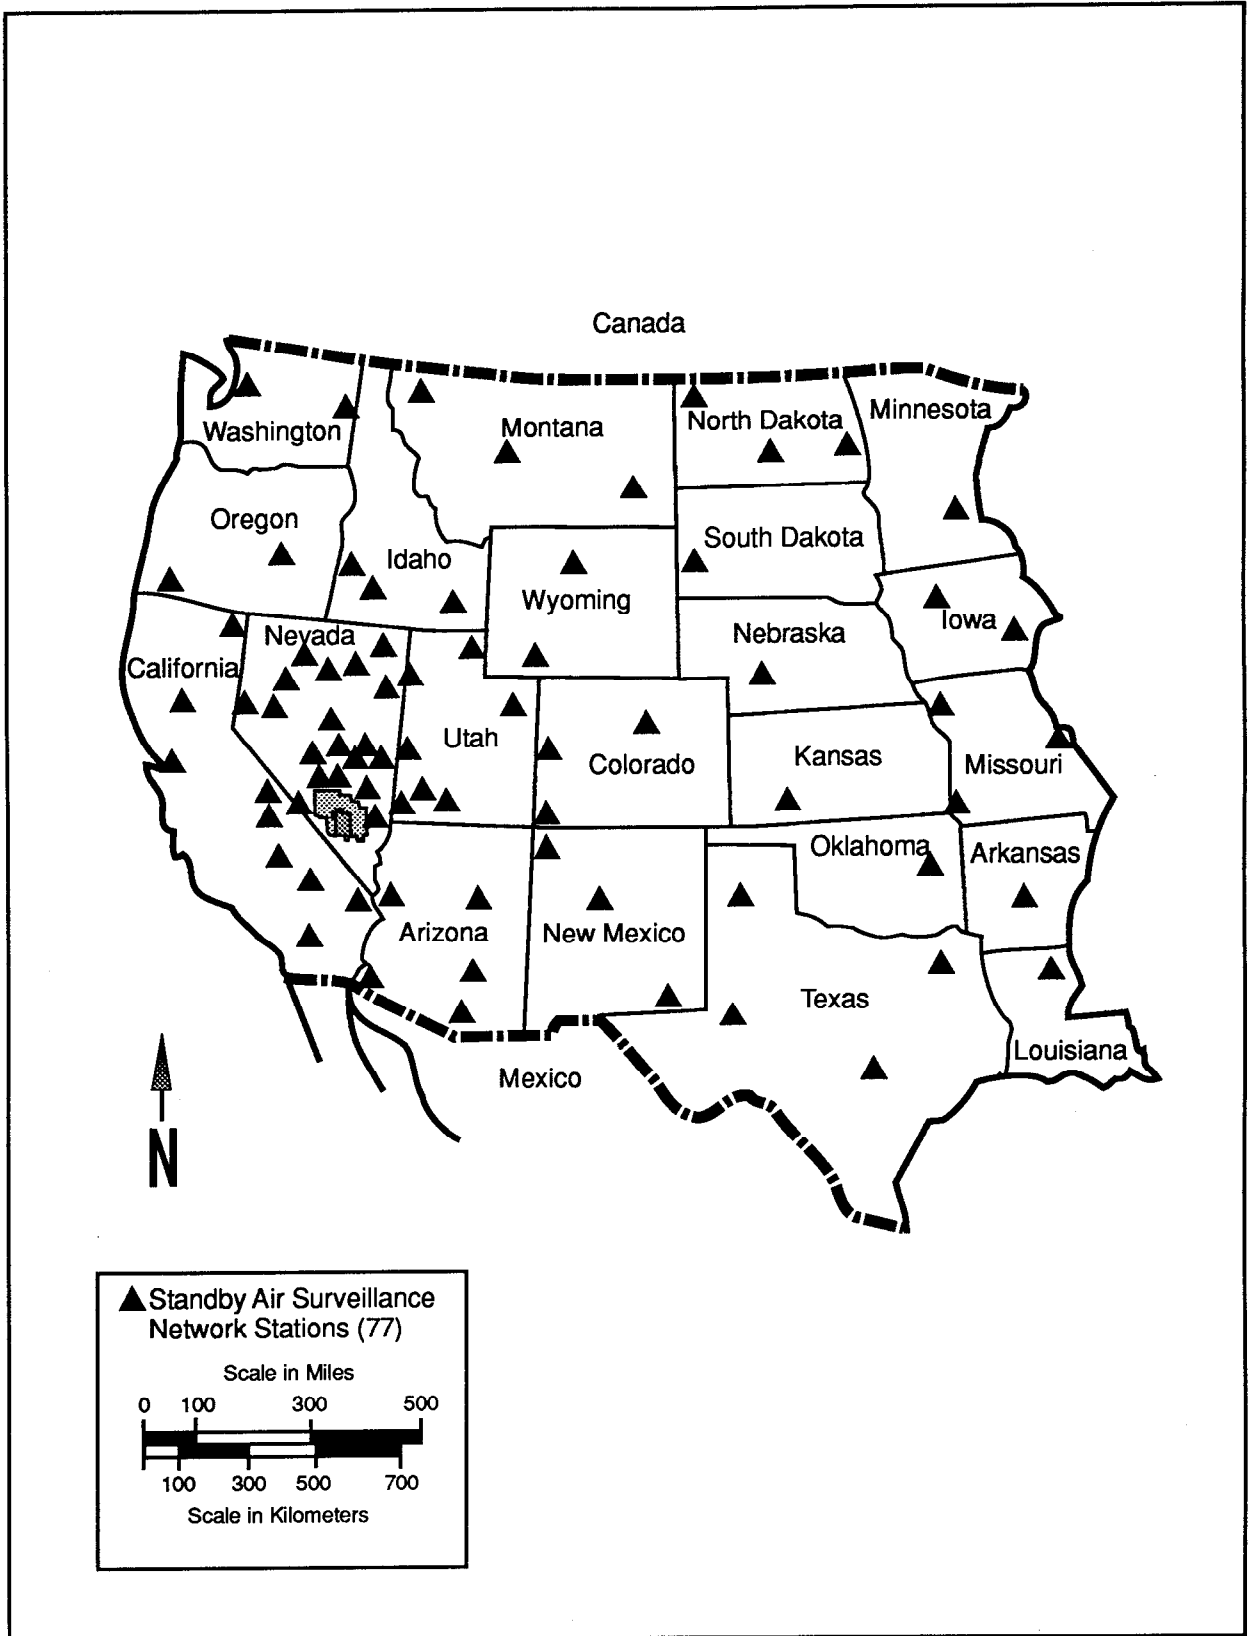 Canada
Washington
Montana
North Dakota
Minnesota
Oregon
Idaho
South Dakota
Wyoming
Iowa
Nevada
Nebraska
California
Utah
Colorado
Kansas
Missouri
Oklahoma
Arkansas
Arizona
New Mexico
Texas
Louisiana
Mexico
N
Standby Air Surveillance
Network Stations (77)
Scale in Miles
0 100 300 500
100 300 500 700
Scale in Kilometers